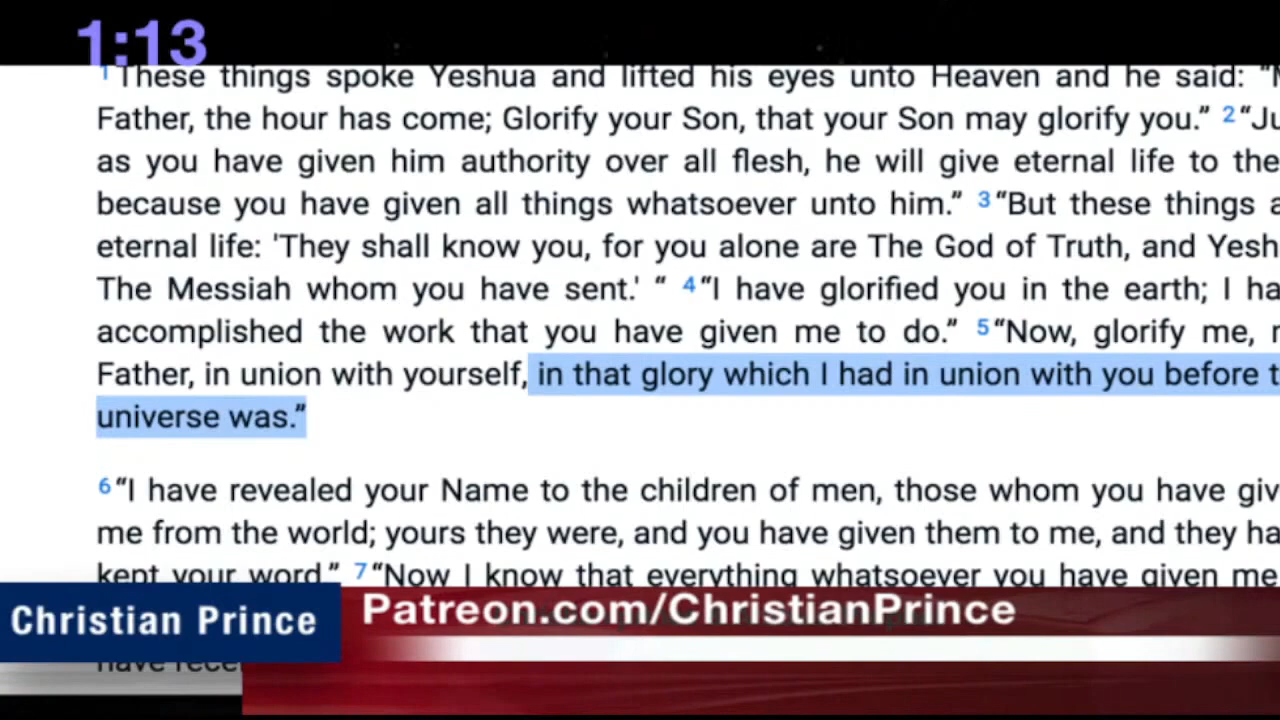 1:13
1 These things spoke Yeshua and lifted his eyes unto Heaven and he said: “
Father, the hour has come; Glorify your Son, that your Son may glorify you.” 2 “Ju
as you have given him authority over all flesh, he will give eternal life to the
because you have given all things whatsoever unto him.” 3 “But these things a
eternal life: 'They shall know you, for you alone are The God of Truth, and Yesh
The Messiah whom you have sent.' “ 4 “I have glorified you in the earth; I ha
accomplished the work that you have given me to do.” 5 “Now, glorify me, m
Father, in union with yourself, in that glory which I had in union with you before t
universe was.”
6 “I have revealed your Name to the children of men, those whom you have giv
me from the world; yours they were, and you have given them to me, and they ha
kept your word.” 7 “Now I know that everything whatsoever you have given me
Christian Prince
Patreon.com/ChristianPrince
have rece